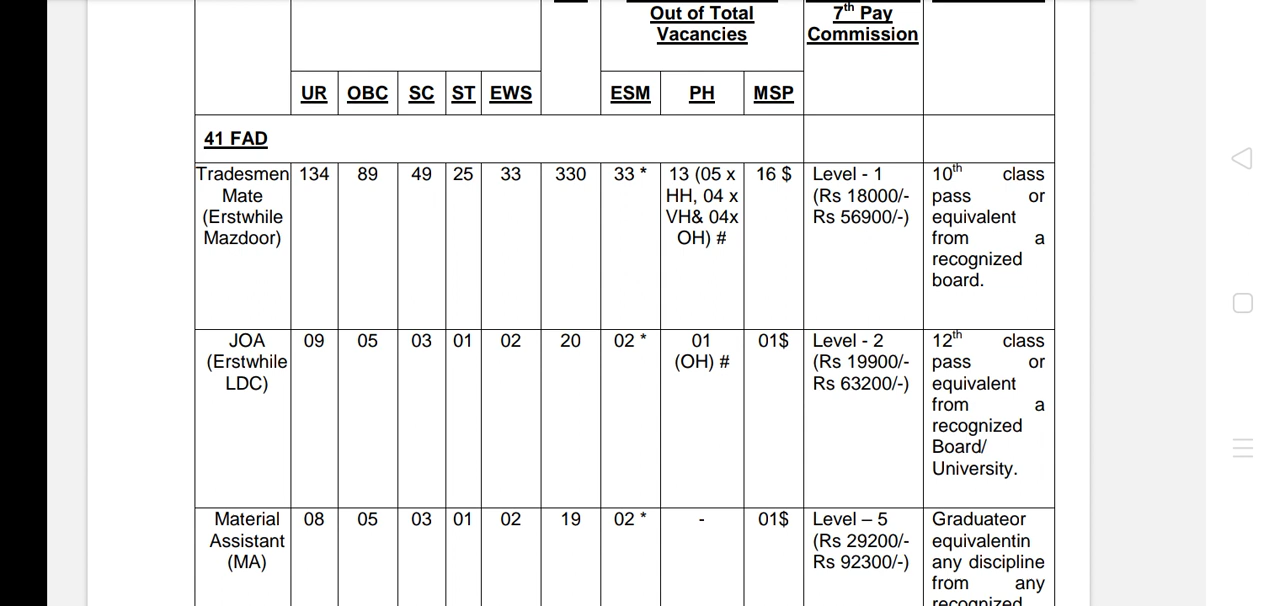 Out of Total
Vacancies
7th Pay
Commission
UR OBC SC ST EWS ESM PH MSP
41 FAD
Tradesmen 134 89 49 25 33 330 33 * 13 (05 x 16 $ Level - 1 10th class
Mate HH, 04 x (Rs 18000/- pass or
(Erstwhile VH& 04x Rs 56900/-) equivalent
Mazdoor) OH) # from a
recognized
board.
JOA 09 05 03 01 02 20 02 * 01 01$ Level - 2 12th class
(Erstwhile (OH) # (Rs 19900/- pass or
LDC) Rs 63200/-) equivalent
from a
recognized
Board/
University.
Material 08 05 03 01 02 19 02 * - 01$ Level – 5 Graduateor
Assistant (Rs 29200/- equivalentin
(MA) Rs 92300/-) any discipline
from any
recognized